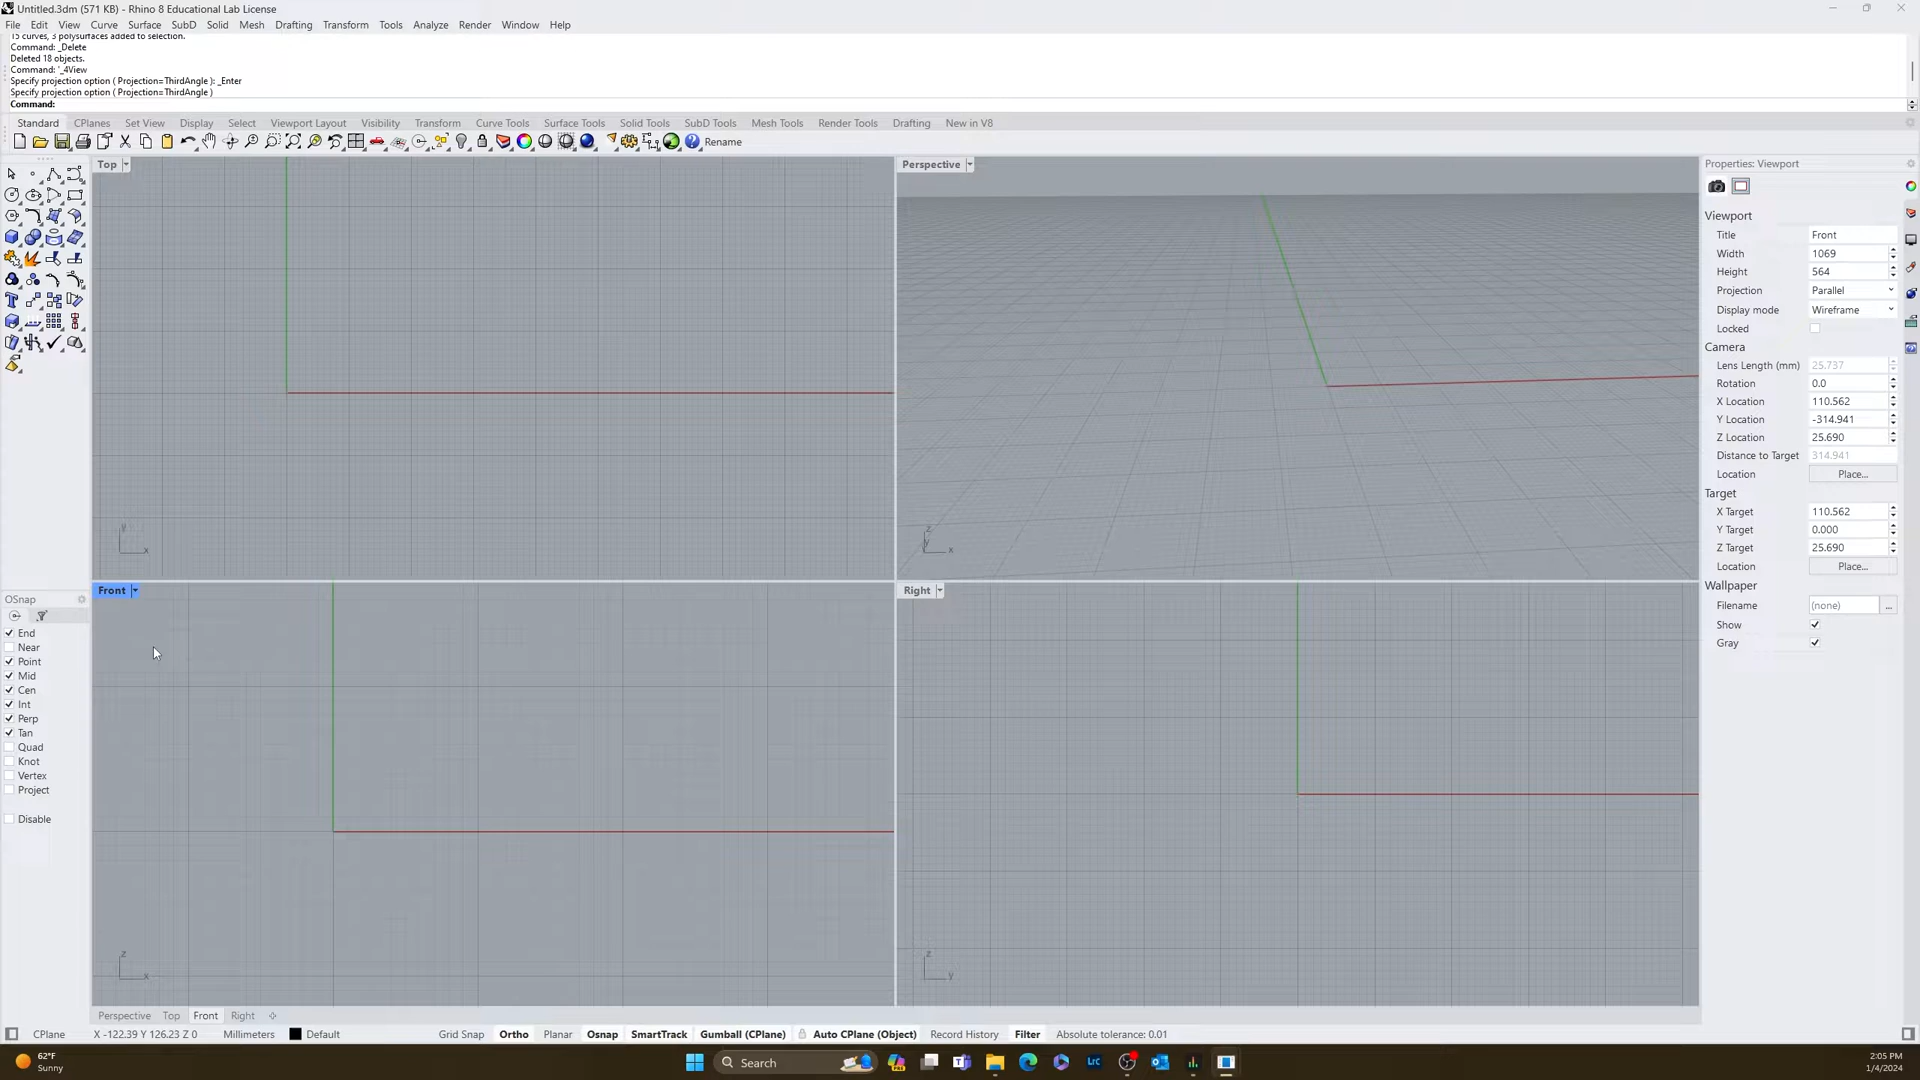 Untitled.3dm (571 KB) - Rhino 8 Educational Lab License
File Edit View Curve Surface SubD Solid Mesh Drafting Transform Tools Analyze Render Window Help
15 curves, 3 polysurfaces added to selection.
Command: _Delete
Deleted 18 objects.
Command: '_4View
Specify projection option ( Projection=ThirdAngle ): _Enter
Specify projection option ( Projection=ThirdAngle )
Command:
Standard CPlanes Set View Display Select Viewport Layout Visibility Transform Curve Tools Surface Tools Solid Tools SubD Tools Mesh Tools Render Tools Drafting New in V8
Rename
Top
y
x
Perspective
z
y
x
Front
z
x
Right
z
y
Properties: Viewport
Viewport
Title Front
Width 1069
Height 564
Projection Parallel
Display mode Wireframe
Locked
Camera
Lens Length (mm) 25.737
Rotation 0.0
X Location 110.562
Y Location -314.941
Z Location 25.690
Distance to Target 314.941
Location Place...
Target
X Target 110.562
Y Target 0.000
Z Target 25.690
Location Place...
Wallpaper
Filename (none) ...
Show
Gray
OSnap
End
Near
Point
Mid
Cen
Int
Perp
Tan
Quad
Knot
Vertex
Project
Disable
Perspective Top Front Right
CPlane X -122.39 Y 126.23 Z 0 Millimeters Default Grid Snap Ortho Planar Osnap SmartTrack Gumball (CPlane) Auto CPlane (Object) Record History Filter Absolute tolerance: 0.01
62°F
Sunny
Search
LrC
2:05 PM
1/4/2024